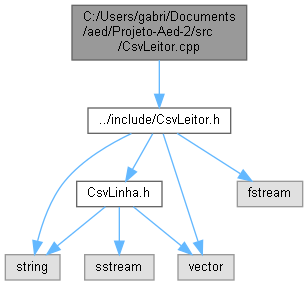 C:/Users/gabri/Documents
/aed/Projeto-Aed-2/src
/CsvLeitor.cpp
../include/CsvLeitor.h
CsvLinha.h
fstream
string
sstream
vector